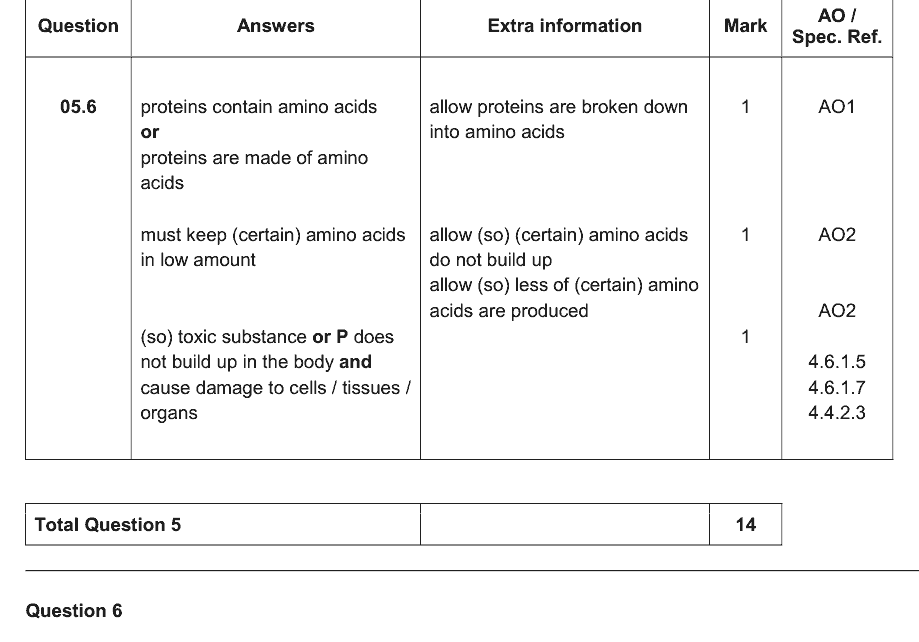 Question Answers Extra information Mark AO /
Spec. Ref.
05.6 proteins contain amino acids allow proteins are broken down 1 AO1
or into amino acids
proteins are made of amino
acids
must keep (certain) amino acids allow (so) (certain) amino acids 1 AO2
in low amount do not build up
allow (so) less of (certain) amino
acids are produced AO2
(so) toxic substance or P does 1
not build up in the body and 4.6.1.5
cause damage to cells / tissues / 4.6.1.7
organs 4.4.2.3
Total Question 5 14
Question 6